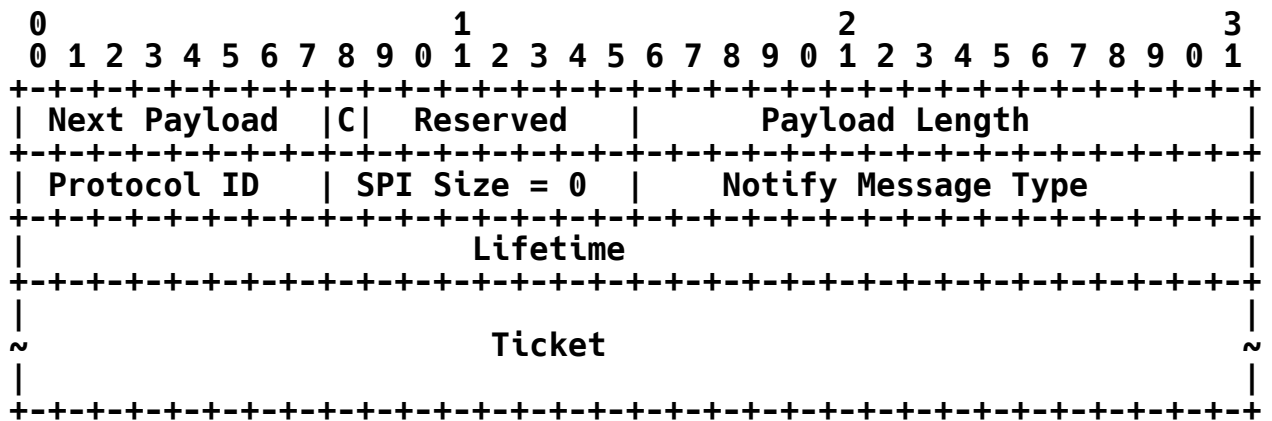 0                   1                   2                   3
 0 1 2 3 4 5 6 7 8 9 0 1 2 3 4 5 6 7 8 9 0 1 2 3 4 5 6 7 8 9 0 1
+-+-+-+-+-+-+-+-+-+-+-+-+-+-+-+-+-+-+-+-+-+-+-+-+-+-+-+-+-+-+-+-+
| Next Payload  |C|  Reserved   |      Payload Length           |
+-+-+-+-+-+-+-+-+-+-+-+-+-+-+-+-+-+-+-+-+-+-+-+-+-+-+-+-+-+-+-+-+
| Protocol ID   | SPI Size = 0  |    Notify Message Type        |
+-+-+-+-+-+-+-+-+-+-+-+-+-+-+-+-+-+-+-+-+-+-+-+-+-+-+-+-+-+-+-+-+
|                       Lifetime                                |
+-+-+-+-+-+-+-+-+-+-+-+-+-+-+-+-+-+-+-+-+-+-+-+-+-+-+-+-+-+-+-+-+
|                                                               |
~                        Ticket                                 ~
|                                                               |
+-+-+-+-+-+-+-+-+-+-+-+-+-+-+-+-+-+-+-+-+-+-+-+-+-+-+-+-+-+-+-+-+